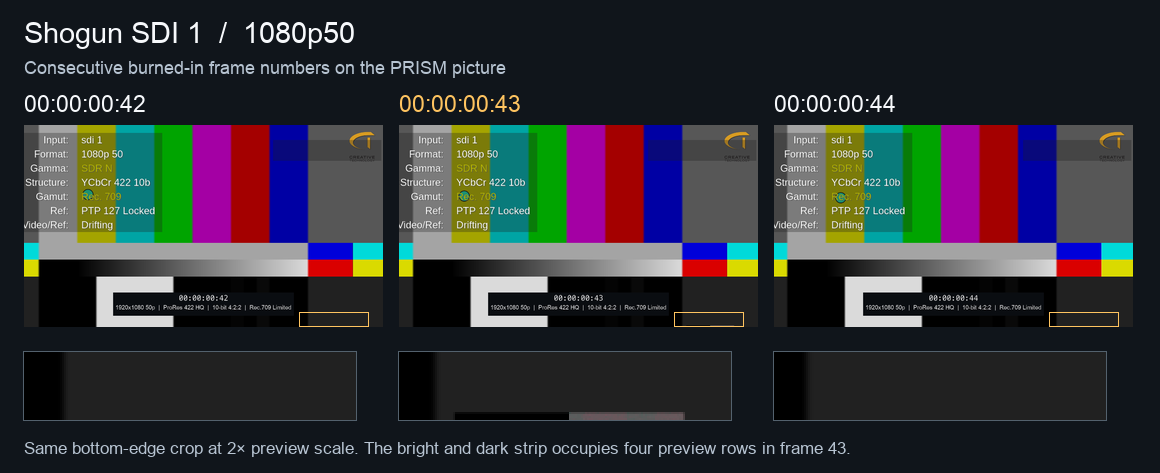 Shogun SDI 1 / 1080p50
Consecutive burned-in frame numbers on the PRISM picture
00:00:00:42
00:00:00:43
00:00:00:44
Input: sdi 1
Format: 1080p 50
Gamma: SDR N
Structure: YCbCr 422 10b
Gamut: Rec. 709
Ref: PTP 127 Locked
Video/Ref: Drifting
00:00:00:42
1920x1080 50p | ProRes 422 HQ | 10-bit 4:2:2 | Rec.709 Limited
Input: sdi 1
Format: 1080p 50
Gamma: SDR N
Structure: YCbCr 422 10b
Gamut: Rec. 709
Ref: PTP 127 Locked
Video/Ref: Drifting
00:00:00:43
1920x1080 50p | ProRes 422 HQ | 10-bit 4:2:2 | Rec.709 Limited
Input: sdi 1
Format: 1080p 50
Gamma: SDR N
Structure: YCbCr 422 10b
Gamut: Rec. 709
Ref: PTP 127 Locked
Video/Ref: Drifting
00:00:00:44
1920x1080 50p | ProRes 422 HQ | 10-bit 4:2:2 | Rec.709 Limited
Same bottom-edge crop at 2× preview scale. The bright and dark strip occupies four preview rows in frame 43.